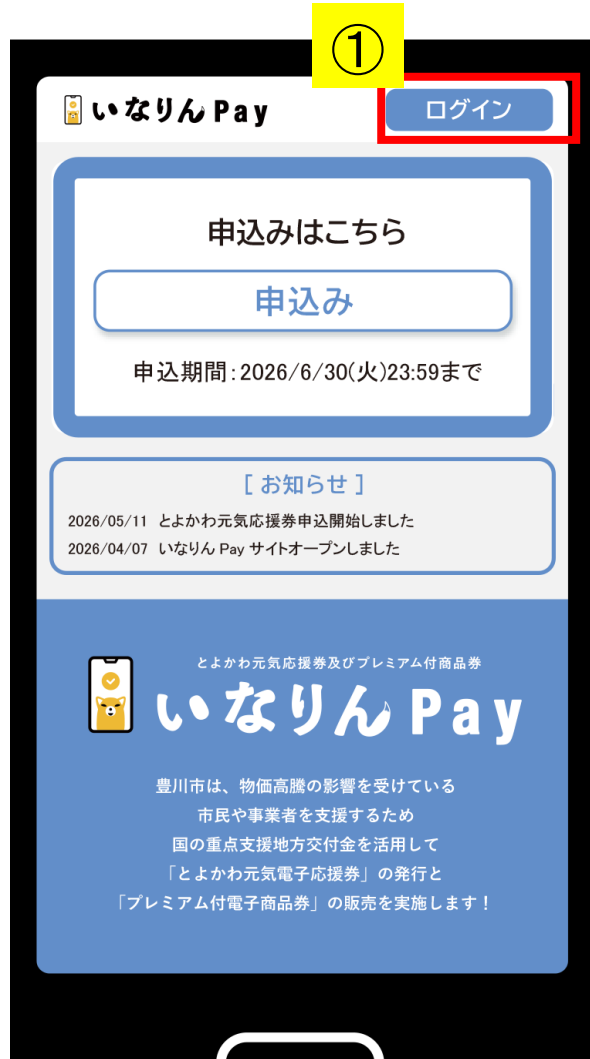 ①
いなりん Pay
ログイン
申込みはこちら
申込み
申込期間:2026/6/30(火)23:59まで
[ お知らせ ]
2026/05/11 とよかわ元気応援券申込開始しました
2026/04/07 いなりん Pay サイトオープンしました
とよかわ元気応援券及びプレミアム付商品券
いなりん Pay
豊川市は、物価高騰の影響を受けている
市民や事業者を支援するため
国の重点支援地方交付金を活用して
「とよかわ元気電子応援券」の発行と
「プレミアム付電子商品券」の販売を実施します！